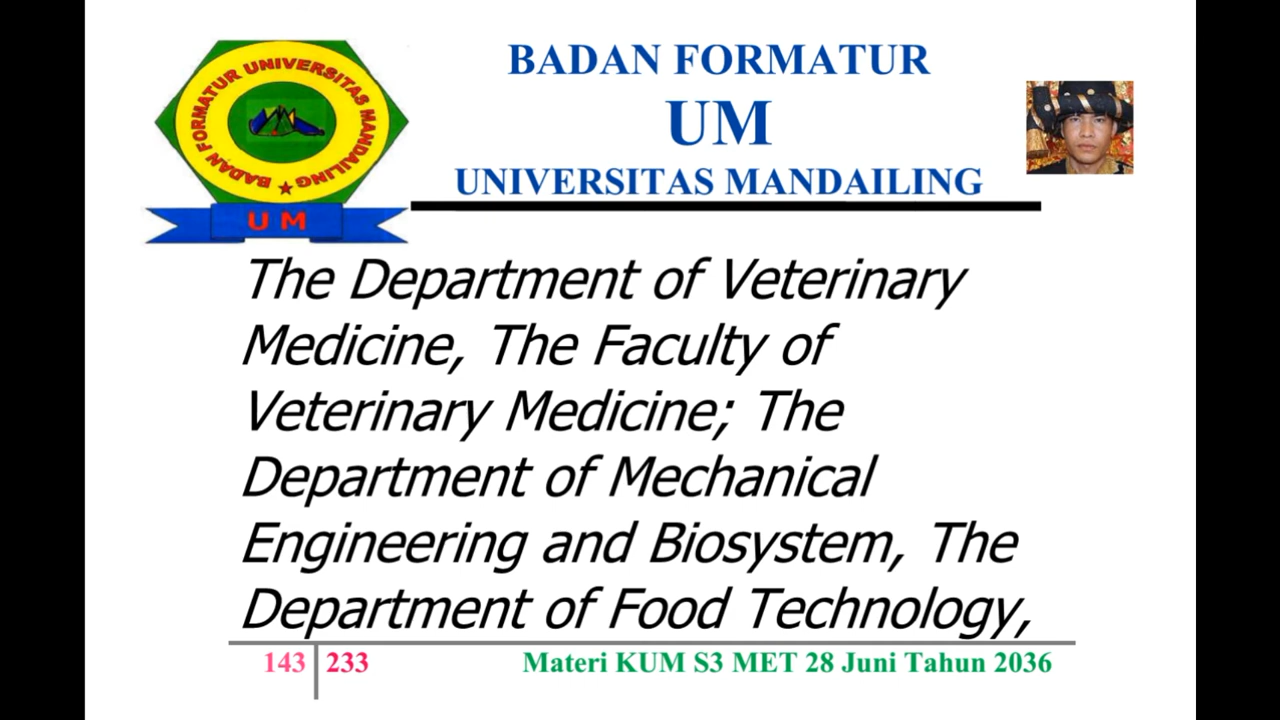 BADAN FORMATUR UNIVERSITAS MANDAILING
U M
BADAN FORMATUR
UM
UNIVERSITAS MANDAILING
The Department of Veterinary
Medicine, The Faculty of
Veterinary Medicine; The
Department of Mechanical
Engineering and Biosystem, The
Department of Food Technology,
143 233 Materi KUM S3 MET 28 Juni Tahun 2036